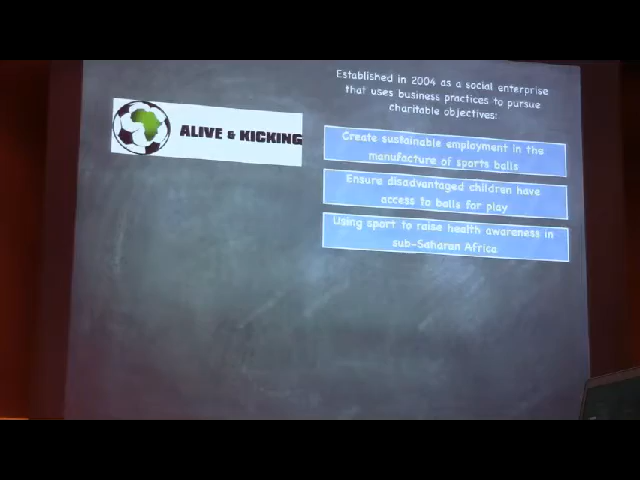 Established in 2004 as a social enterprise
that uses business practices to pursue
charitable objectives:
ALIVE & KICKING
Create sustainable employment in the
manufacture of sports balls
Ensure disadvantaged children have
access to balls for play
Using sport to raise health awareness in
sub-Saharan Africa